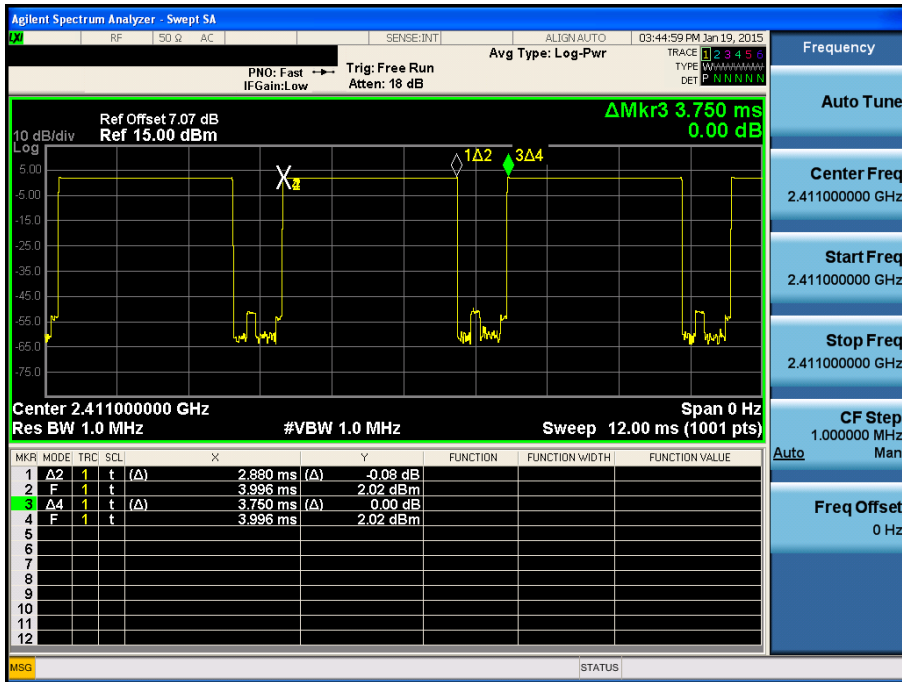 Agilent Spectrum Analyzer - Swept SA
LXI RF 50 Ω AC SENSE:INT ALIGN AUTO 03:44:59 PM Jan 19, 2015
Avg Type: Log-Pwr
TRACE 1 2 3 4 5 6
TYPE
DET P N N N N N
PNO: Fast
IFGain:Low
Trig: Free Run
Atten: 18 dB
ΔMkr3 3.750 ms
0.00 dB
Ref Offset 7.07 dB
10 dB/div Ref 15.00 dBm
Log
1Δ2 3Δ4
5.00
X
-5.00
-15.0
-25.0
-35.0
-45.0
-55.0
-65.0
-75.0
Center 2.411000000 GHz Span 0 Hz
Res BW 1.0 MHz #VBW 1.0 MHz Sweep 12.00 ms (1001 pts)
MKR MODE TRC SCL X Y FUNCTION FUNCTION WIDTH FUNCTION VALUE
1 Δ2 1 t (Δ) 2.880 ms (Δ) -0.08 dB
2 F 1 t 3.996 ms 2.02 dBm
3 Δ4 1 t (Δ) 3.750 ms (Δ) 0.00 dB
4 F 1 t 3.996 ms 2.02 dBm
5
6
7
8
9
10
11
12
MSG STATUS
Frequency
Auto Tune
Center Freq
2.411000000 GHz
Start Freq
2.411000000 GHz
Stop Freq
2.411000000 GHz
CF Step
1.000000 MHz
Auto Man
Freq Offset
0 Hz